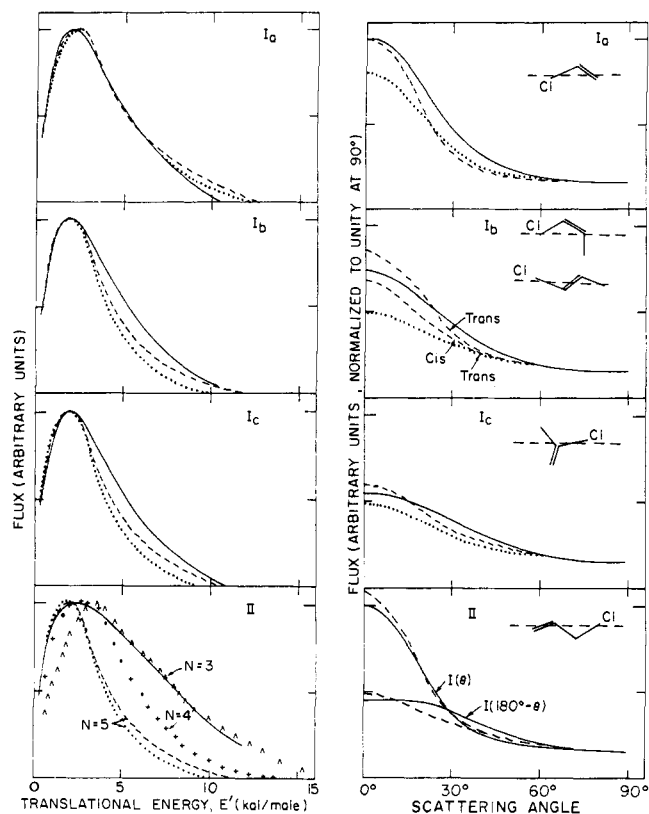 Ia
Ib
Ic
II
N=3
N=4
N=5
FLUX (ARBITRARY UNITS)
0 5 10 15
TRANSLATIONAL ENERGY, E' (kal/male)
Ia
Cl
Ib
Cl
Cl
Trans
Cis
Trans
Ic
Cl
II
Cl
I(θ)
I(180°-θ)
FLUX (ARBITRARY UNITS, NORMALIZED TO UNITY AT 90°)
0° 30° 60° 90°
SCATTERING ANGLE